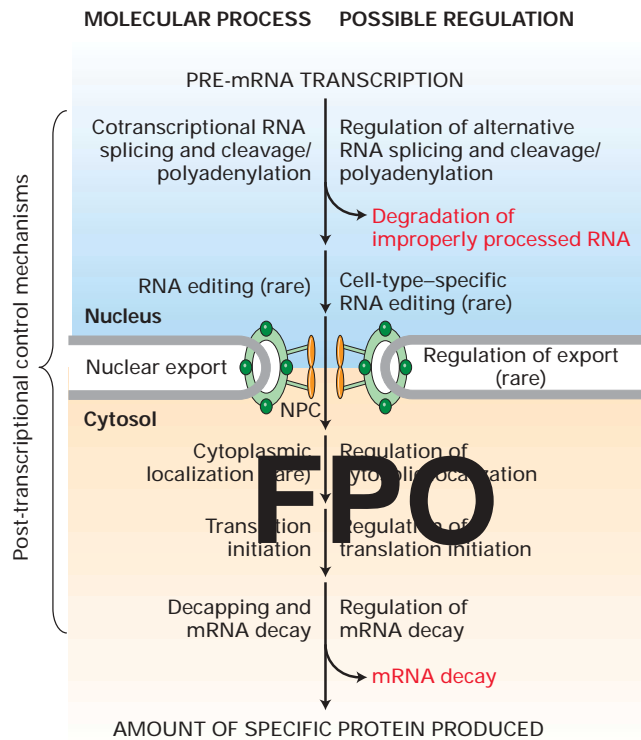 MOLECULAR PROCESS POSSIBLE REGULATION
PRE-mRNA TRANSCRIPTION
Cotranscriptional RNA
splicing and cleavage/
polyadenylation
Regulation of alternative
RNA splicing and cleavage/
polyadenylation
Degradation of
improperly processed RNA
RNA editing (rare)
Cell-type–specific
RNA editing (rare)
Nucleus
Nuclear export
Regulation of export
(rare)
NPC
Cytosol
Cytoplasmic
localization (rare)
Regulation of
cytosolic localization
FPO
Translation
initiation
Regulation of
translation initiation
Decapping and
mRNA decay
Regulation of
mRNA decay
mRNA decay
AMOUNT OF SPECIFIC PROTEIN PRODUCED
Post-transcriptional control mechanisms